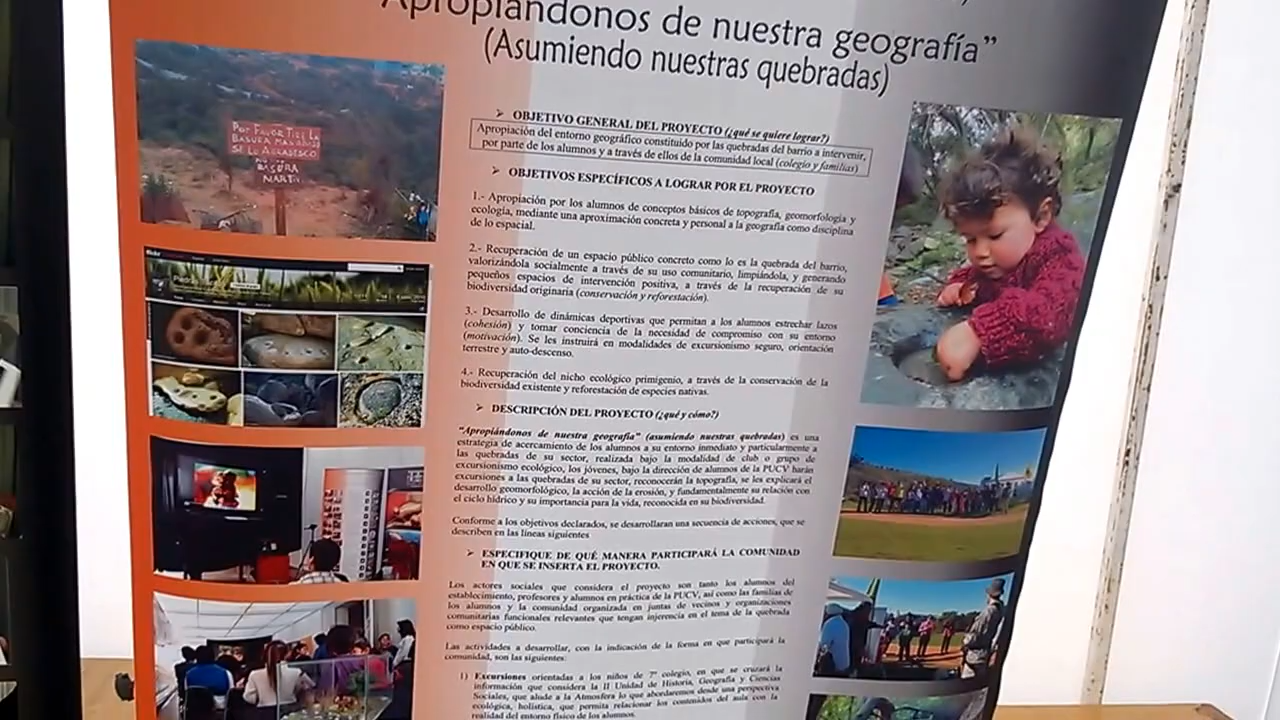 "Apropiándonos de nuestra geografía"
(Asumiendo nuestras quebradas)
POR FAVOR TIRE LA
BASURA MAS ABAJO
SE LO AGRADESCO
BASURA
flickr
➢ OBJETIVO GENERAL DEL PROYECTO (¿qué se quiere lograr?)
Apropiación del entorno geográfico constituido por las quebradas del barrio a intervenir,
por parte de los alumnos y a través de ellos de la comunidad local (colegio y familias)
➢ OBJETIVOS ESPECÍFICOS A LOGRAR POR EL PROYECTO
1.- Apropiación por los alumnos de conceptos básicos de topografía, geomorfología y
ecología, mediante una aproximación concreta y personal a la geografía como disciplina
de lo espacial.
2.- Recuperación de un espacio público concreto como lo es la quebrada del barrio,
valorizándola socialmente a través de su uso comunitario, limpiándola, y generando
pequeños espacios de intervención positiva, a través de la recuperación de su
biodiversidad originaria (conservación y reforestación).
3.- Desarrollo de dinámicas deportivas que permitan a los alumnos estrechar lazos
(cohesión) y tomar conciencia de la necesidad de compromiso con su entorno
(motivación). Se les instruirá en modalidades de excursionismo seguro, orientación
terrestre y auto-descenso.
4.- Recuperación del nicho ecológico primigenio, a través de la conservación de la
biodiversidad existente y reforestación de especies nativas.
➢ DESCRIPCIÓN DEL PROYECTO (¿qué y cómo?)
"Apropiándonos de nuestra geografía" (asumiendo nuestras quebradas) es una
estrategia de acercamiento de los alumnos a su entorno inmediato y particularmente a
las quebradas de su sector, realizada bajo la modalidad de club o grupo de
excursionismo ecológico, los jóvenes, bajo la dirección de alumnos de la PUCV harán
excursiones a las quebradas de su sector, reconocerán la topografía, se les explicará el
desarrollo geomorfológico, la acción de la erosión, y fundamentalmente su relación con
el ciclo hídrico y su importancia para la vida, reconocida en su biodiversidad.
Conforme a los objetivos declarados, se desarrollaran una secuencia de acciones, que se
describen en las líneas siguientes
➢ ESPECIFIQUE DE QUÉ MANERA PARTICIPARÁ LA COMUNIDAD
EN QUE SE INSERTA EL PROYECTO.
Los actores sociales que considera el proyecto son tanto los alumnos del
establecimiento, profesores y alumnos en práctica de la PUCV, así como las familias de
los alumnos y la comunidad organizada en juntas de vecinos y organizaciones
comunitarias funcionales relevantes que tengan injerencia en el tema de la quebrada
como espacio público.
Las actividades a desarrollar, con la indicación de la forma en que participará la
comunidad, son las siguientes:
1) Excursiones orientadas a los niños de 7º colegio, en que se cruzará la
información que considera la II Unidad de Historia, Geografía y Ciencias
Sociales, que alude a la Atmosfera lo que abordaremos desde una perspectiva
ecológica, holística, que permita relacionar los contenidos del aula con la
realidad del entorno físico de los alumnos.